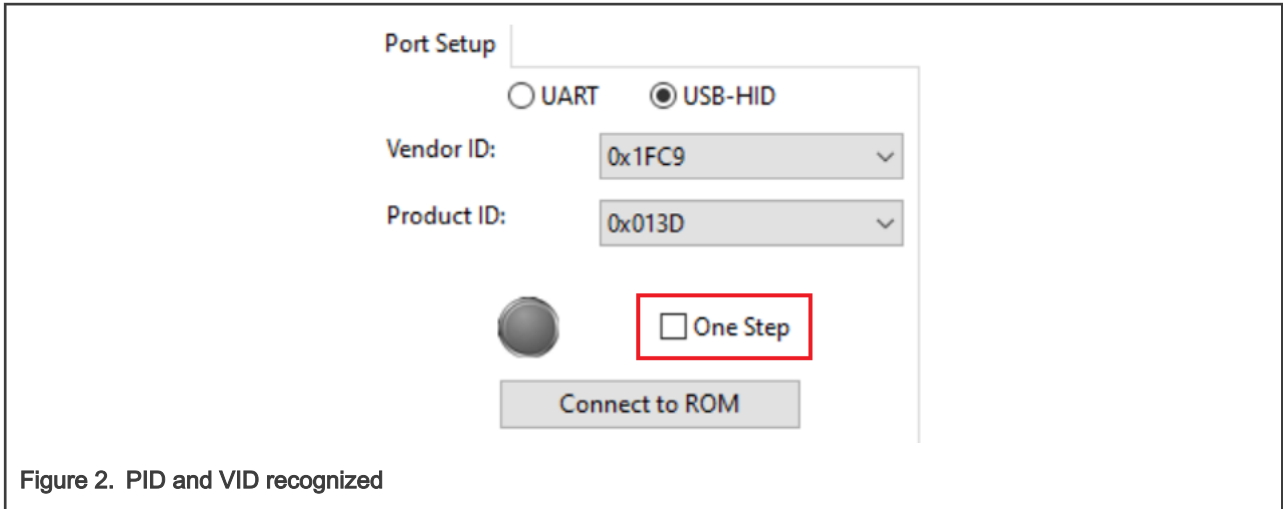 Port Setup
UART USB-HID
Vendor ID: 0x1FC9
Product ID: 0x013D
One Step
Connect to ROM
Figure 2. PID and VID recognized